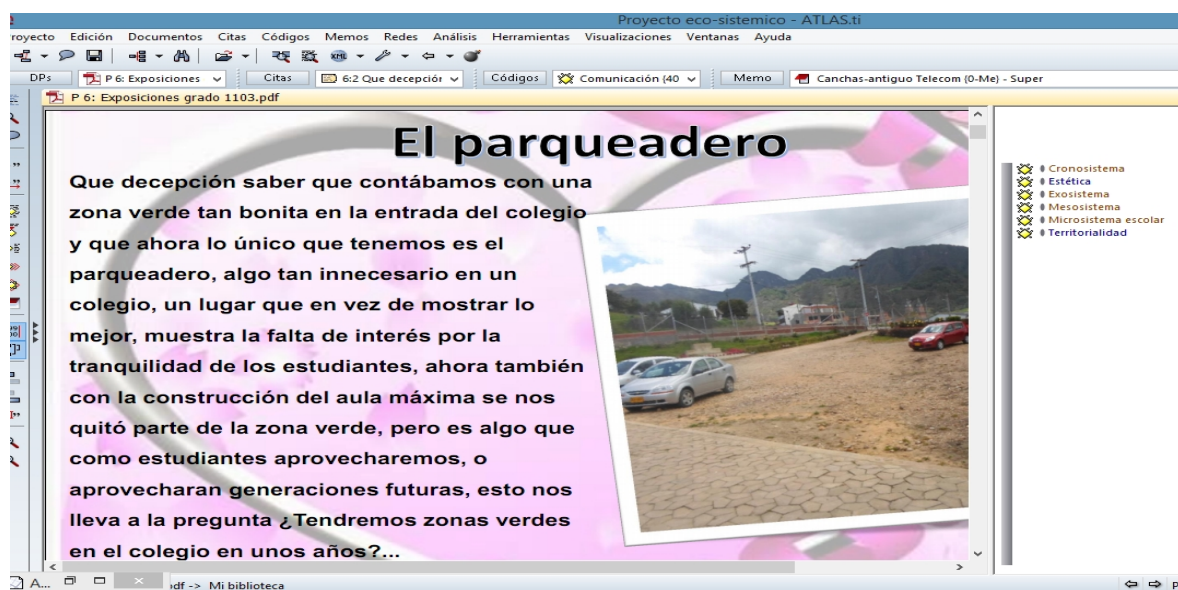 Proyecto eco-sistemico - ATLAS.ti
royecto Edición Documentos Citas Códigos Memos Redes Análisis Herramientas Visualizaciones Ventanas Ayuda
DPs P 6: Exposiciones Citas 6:2 Que decepciór Códigos Comunicación {40 Memo Canchas-antiguo Telecom {0-Me} - Super
P 6: Exposiciones grado 1103.pdf
El parqueadero
Que decepción saber que contábamos con una
zona verde tan bonita en la entrada del colegio
y que ahora lo único que tenemos es el
parqueadero, algo tan innecesario en un
colegio, un lugar que en vez de mostrar lo
mejor, muestra la falta de interés por la
tranquilidad de los estudiantes, ahora también
con la construcción del aula máxima se nos
quitó parte de la zona verde, pero es algo que
como estudiantes aprovecharemos, o
aprovecharan generaciones futuras, esto nos
lleva a la pregunta ¿Tendremos zonas verdes
en el colegio en unos años?...
Cronosistema
Estética
Exosistema
Mesosistema
Microsistema escolar
Territorialidad
A... df -> Mi biblioteca